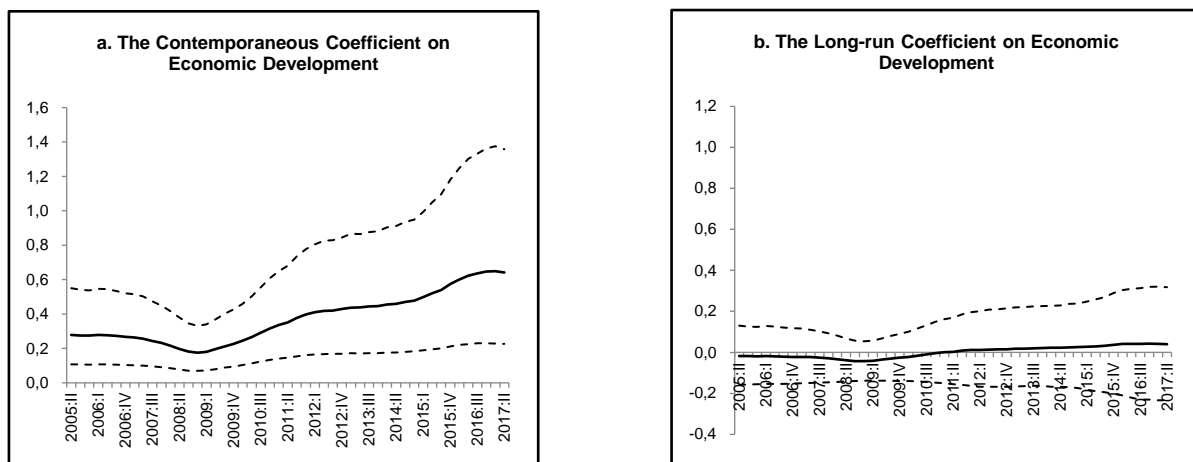 a. The Contemporaneous Coefficient on
Economic Development
1,6
1,4
1,2
1,0
0,8
0,6
0,4
0,2
0,0
2005:II
2006:I
2006:IV
2007:III
2008:II
2009:I
2009:IV
2010:III
2011:II
2012:I
2012:IV
2013:III
2014:II
2015:I
2015:IV
2016:III
2017:II
b. The Long-run Coefficient on Economic
Development
1,2
1,0
0,8
0,6
0,4
0,2
0,0
-0,2
-0,4
2005:II
2006:I
2006:IV
2007:III
2008:II
2009:I
2009:IV
2010:III
2011:II
2012:I
2012:IV
2013:III
2014:II
2015:I
2015:IV
2016:III
2017:II